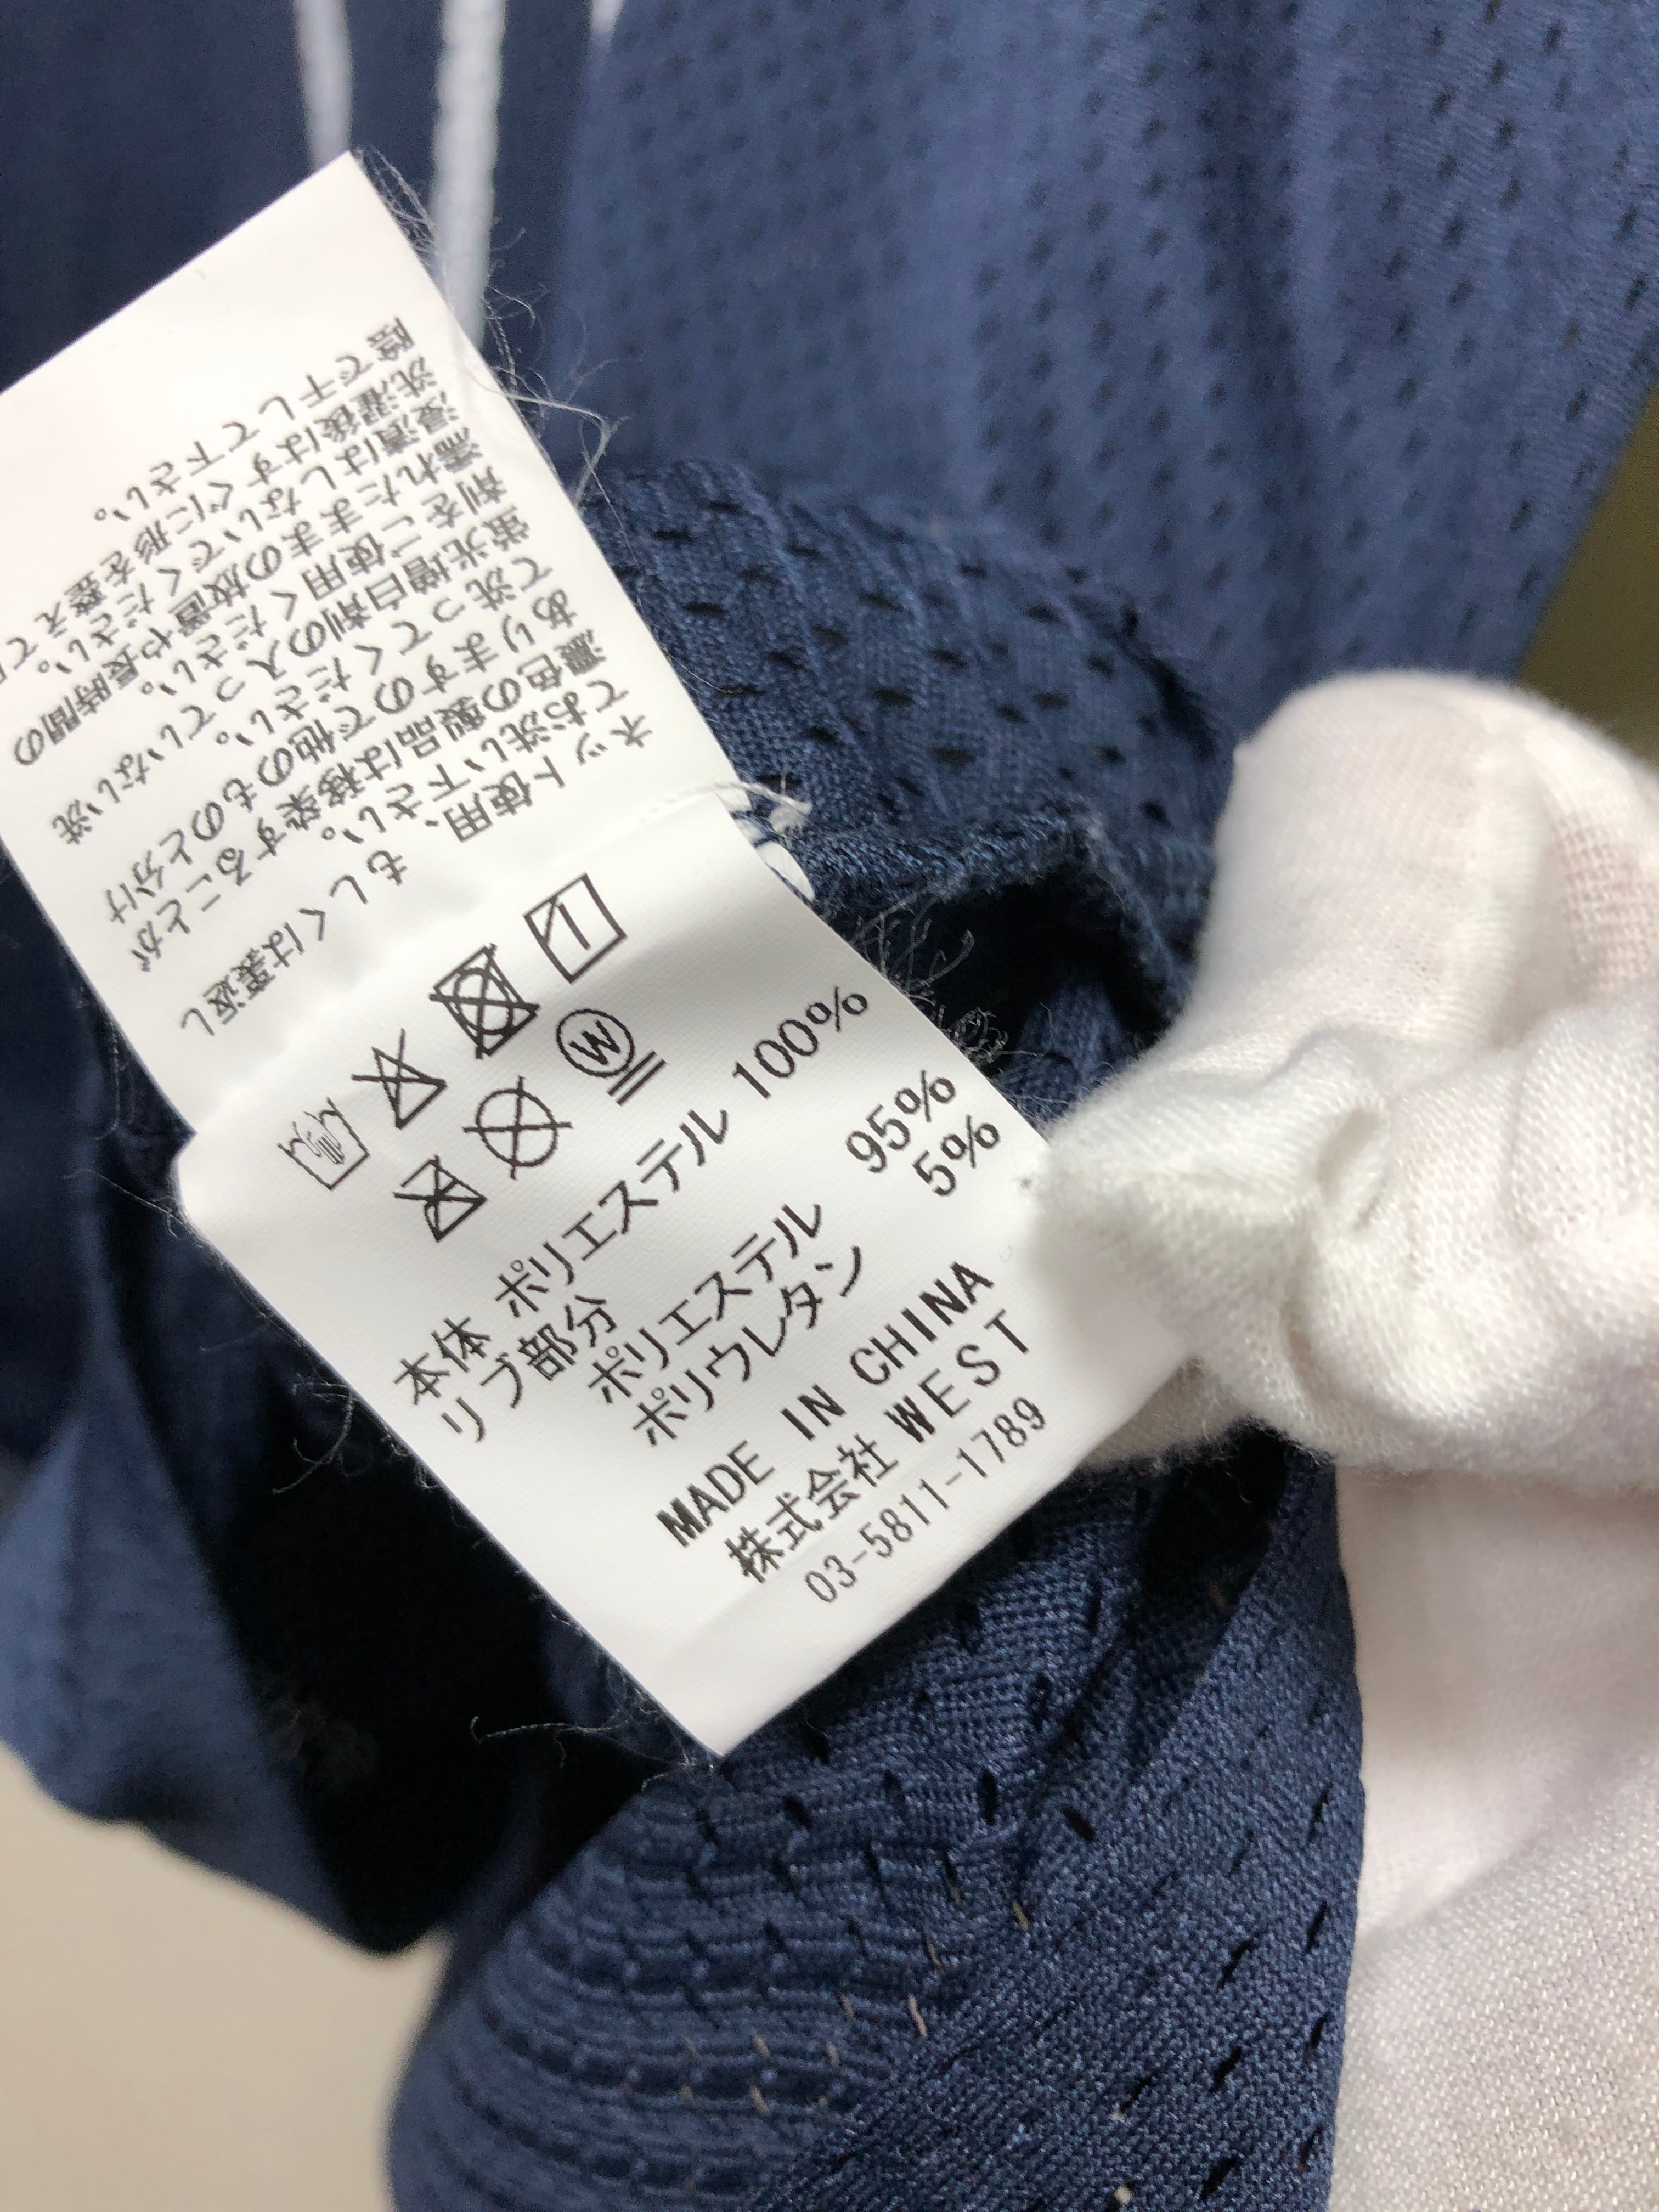 本体 ポリエステル 100%
リブ部分
ポリエステル 95%
ポリウレタン 5%
MADE IN CHINA
株式会社 WEST
03-5811-1789
ネット使用、もしくは裏返し
てお洗い下さい。
濃色の製品は移染することが
ありますので他のものと分け
て洗ってください。
蛍光増白剤の入っていない洗
剤をご使用ください。
濡れたままの放置や長時間の
浸漬はしないでください。
洗濯後はすぐに形を整えて
陰で干して下さい。